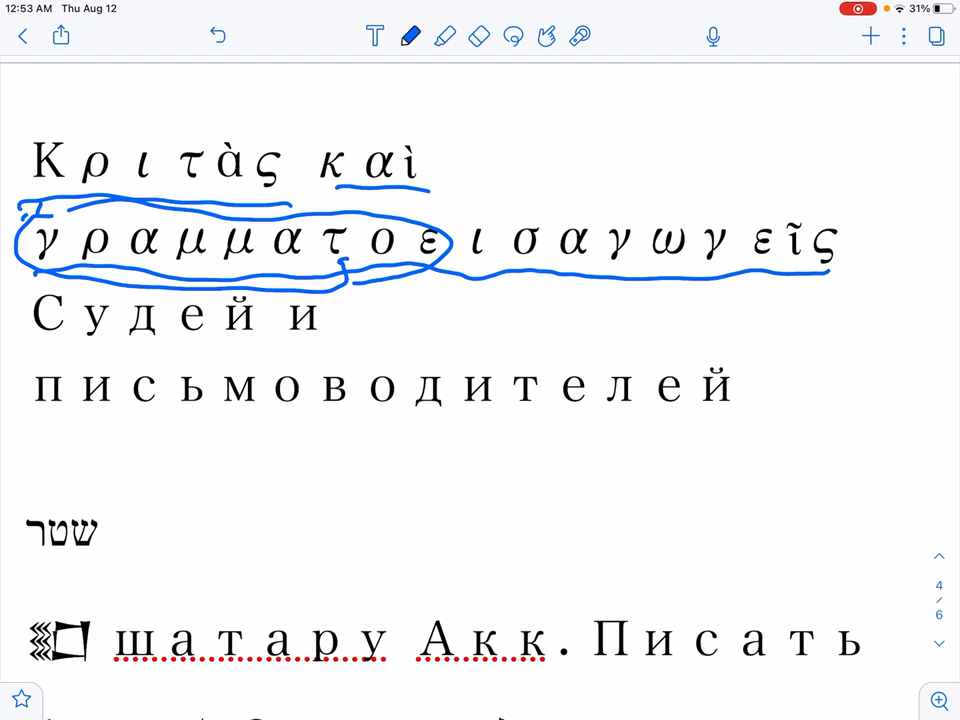 12:53 AM Thu Aug 12 31%
Κριτὰς καὶ
γραμματοεισαγωγεῖς
Судей и
письмоводителей
שטר
шатару Акк. Писать
4
/
6